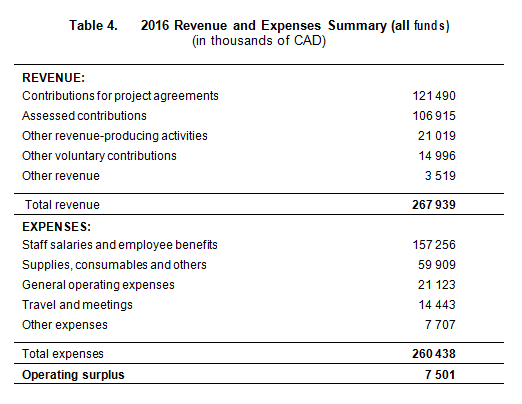 Table 4. 2016 Revenue and Expenses Summary (all funds)
(in thousands of CAD)
REVENUE:
Contributions for project agreements 121 490
Assessed contributions 106 915
Other revenue-producing activities 21 019
Other voluntary contributions 14 996
Other revenue 3 519
Total revenue 267 939
EXPENSES:
Staff salaries and employee benefits 157 256
Supplies, consumables and others 59 909
General operating expenses 21 123
Travel and meetings 14 443
Other expenses 7 707
Total expenses 260 438
Operating surplus 7 501